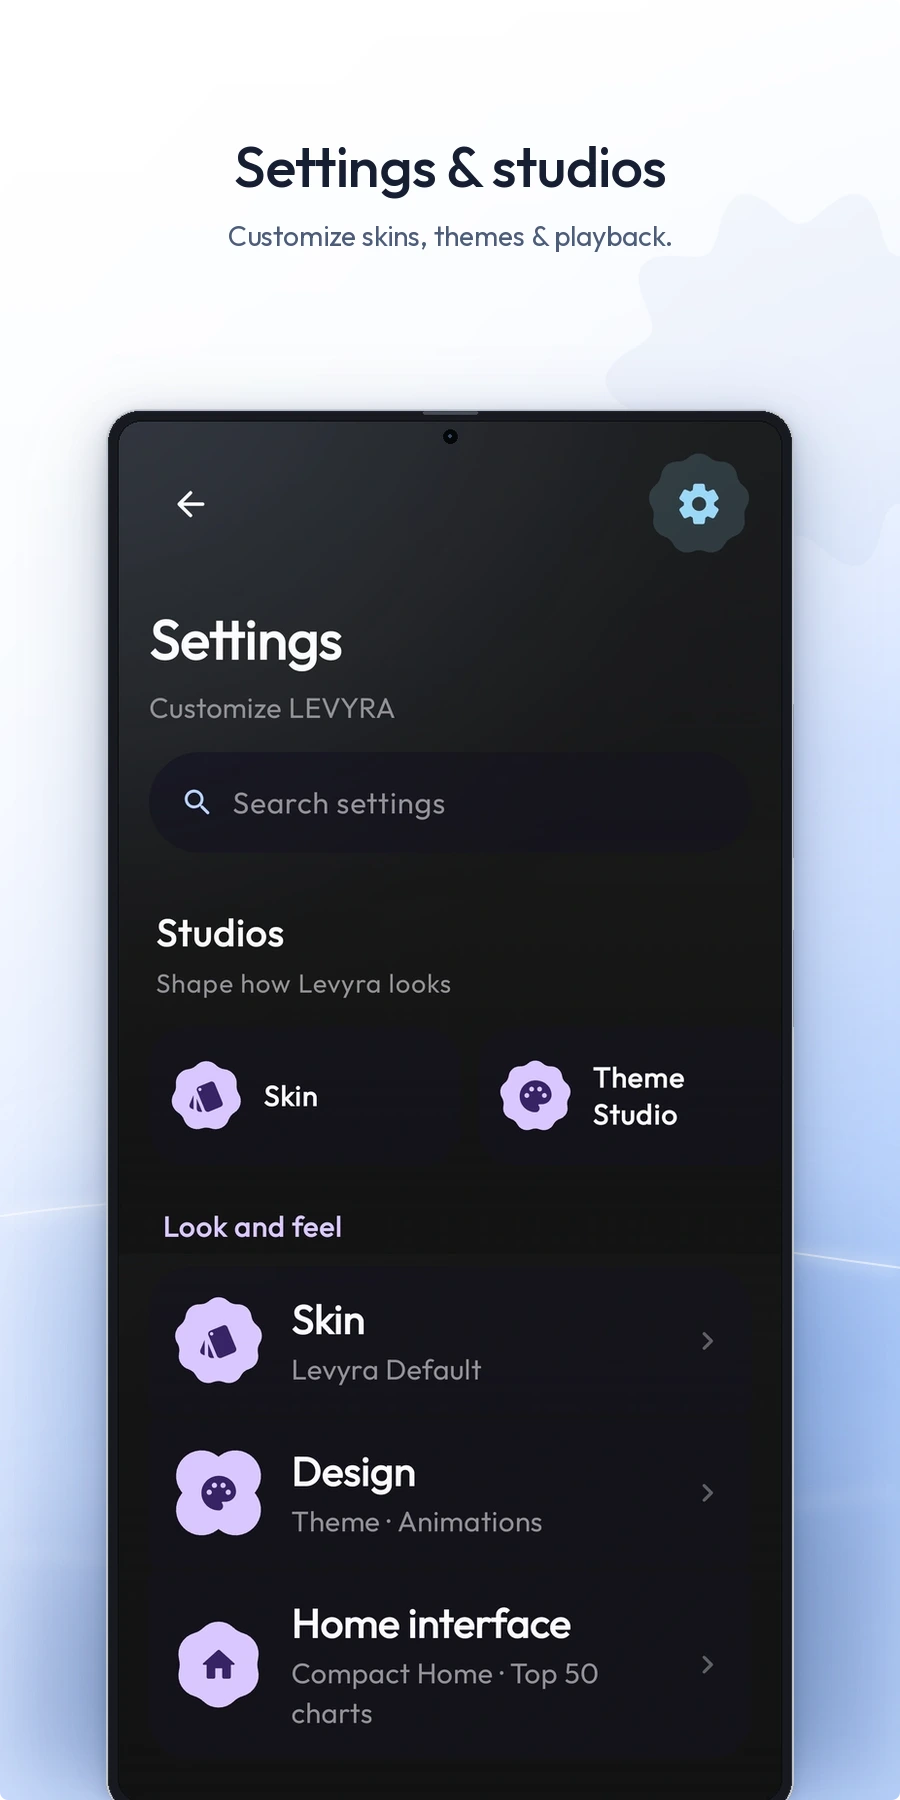 Settings & studios
Customize skins, themes & playback.
Settings
Customize LEVYRA
Search settings
Studios
Shape how Levyra looks
Skin
Theme
Studio
Look and feel
Skin
Levyra Default
Design
Theme · Animations
Home interface
Compact Home · Top 50
charts